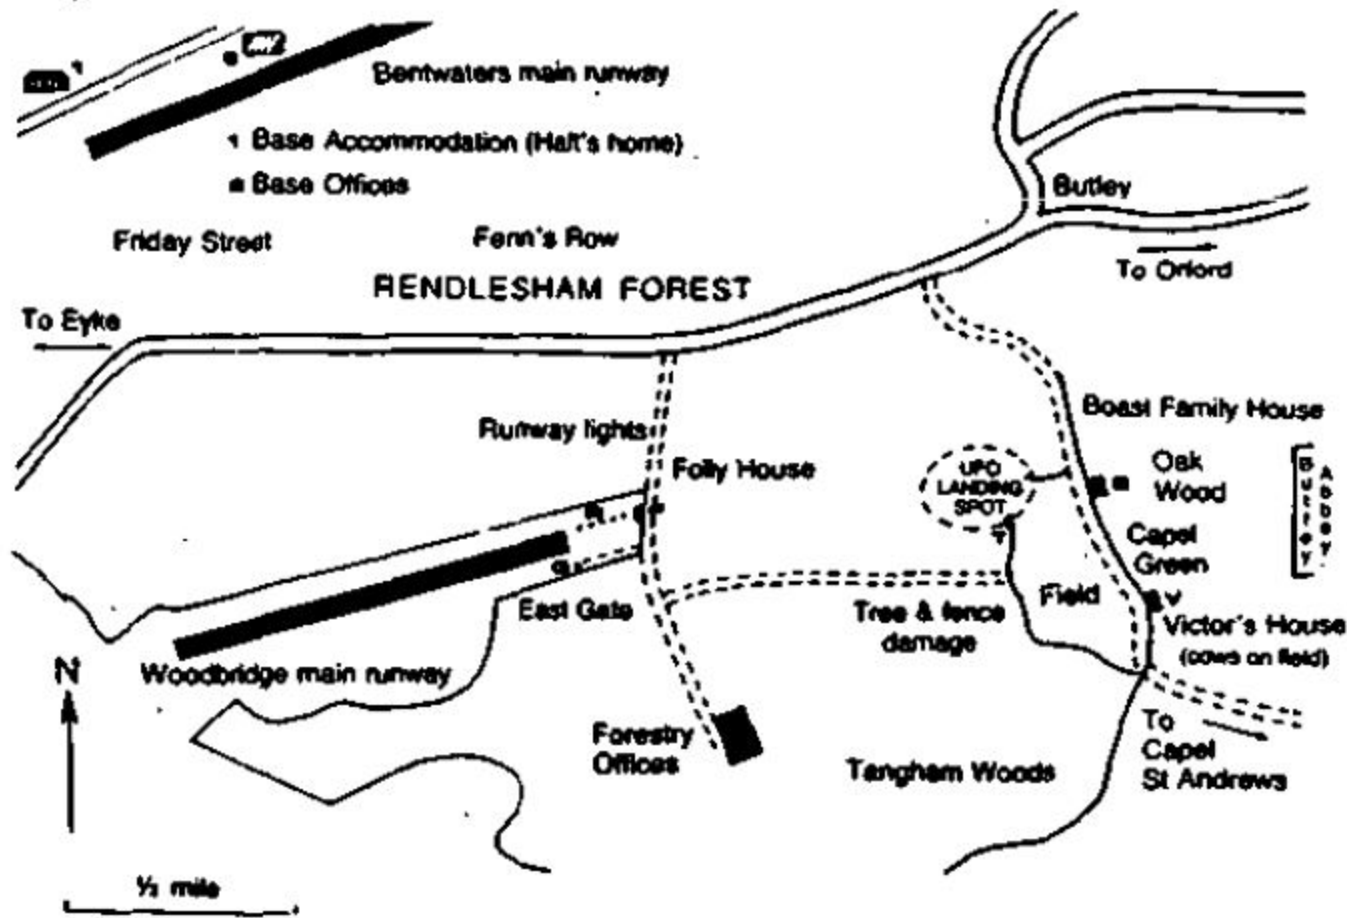 Bentwaters main runway
Base Accommodation (Halt's home)
Base Offices
Butley
Friday Street
Fenn's Row
To Orford
RENDLESHAM FOREST
To Eyke
Boast Family House
Runway lights
Folly House
UFO
LANDING
SPOT
Oak
Wood
Butley
Abbey
Capel
Green
East Gate
Tree & fence
damage
Field
Victor's House
(cows on field)
Woodbridge main runway
N
Forestry
Offices
Tangham Woods
To
Capel
St Andrews
½ mile